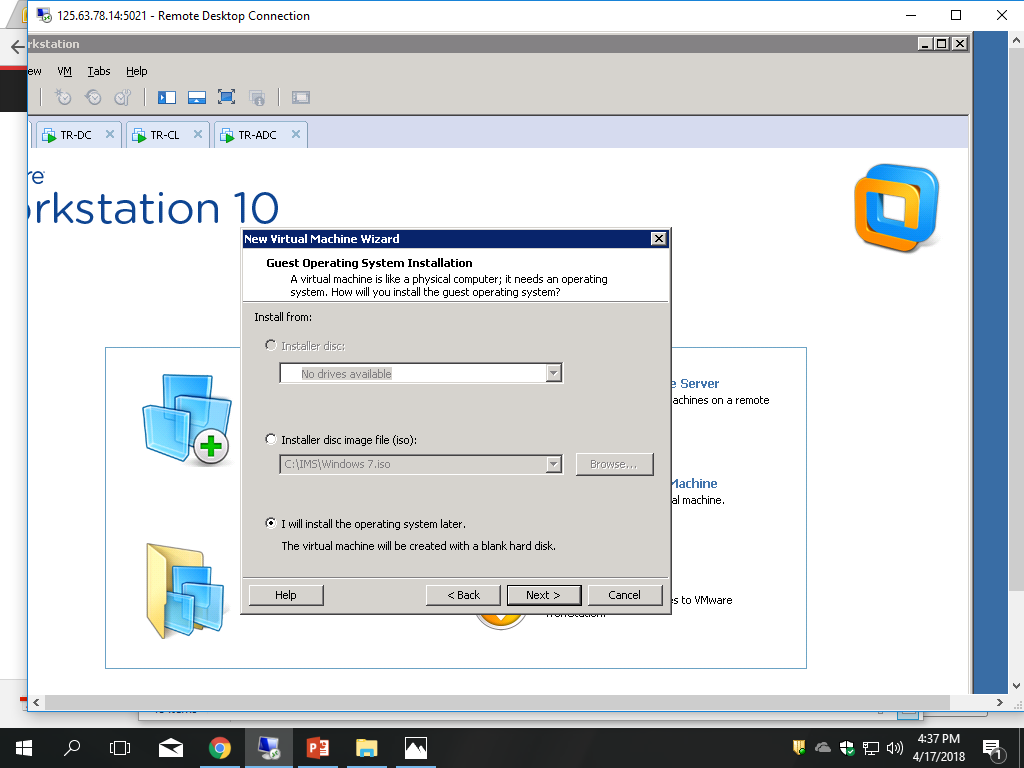 125.63.78.14:5021 - Remote Desktop Connection
rkstation
ew VM Tabs Help
TR-DC TR-CL TR-ADC
re
rkstation 10
New Virtual Machine Wizard
Guest Operating System Installation
A virtual machine is like a physical computer; it needs an operating
system. How will you install the guest operating system?
Install from:
Installer disc:
No drives available
Installer disc image file (iso):
C:\IMS\Windows 7.iso
Browse...
I will install the operating system later.
The virtual machine will be created with a blank hard disk.
Help < Back Next > Cancel
e Server
achines on a remote
Machine
al machine.
es to VMware
4:37 PM
4/17/2018
1